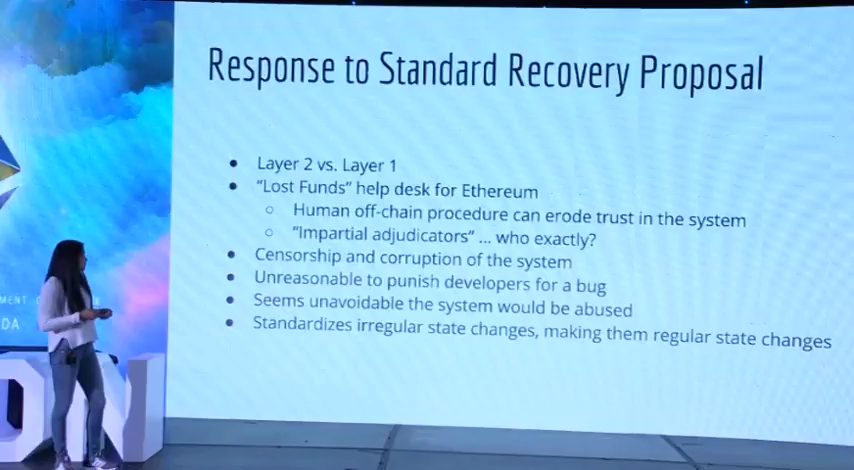 Response to Standard Recovery Proposal
● Layer 2 vs. Layer 1
● “Lost Funds” help desk for Ethereum
○ Human off-chain procedure can erode trust in the system
○ “Impartial adjudicators” ... who exactly?
● Censorship and corruption of the system
● Unreasonable to punish developers for a bug
● Seems unavoidable the system would be abused
● Standardizes irregular state changes, making them regular state changes
MENT
DA
ON